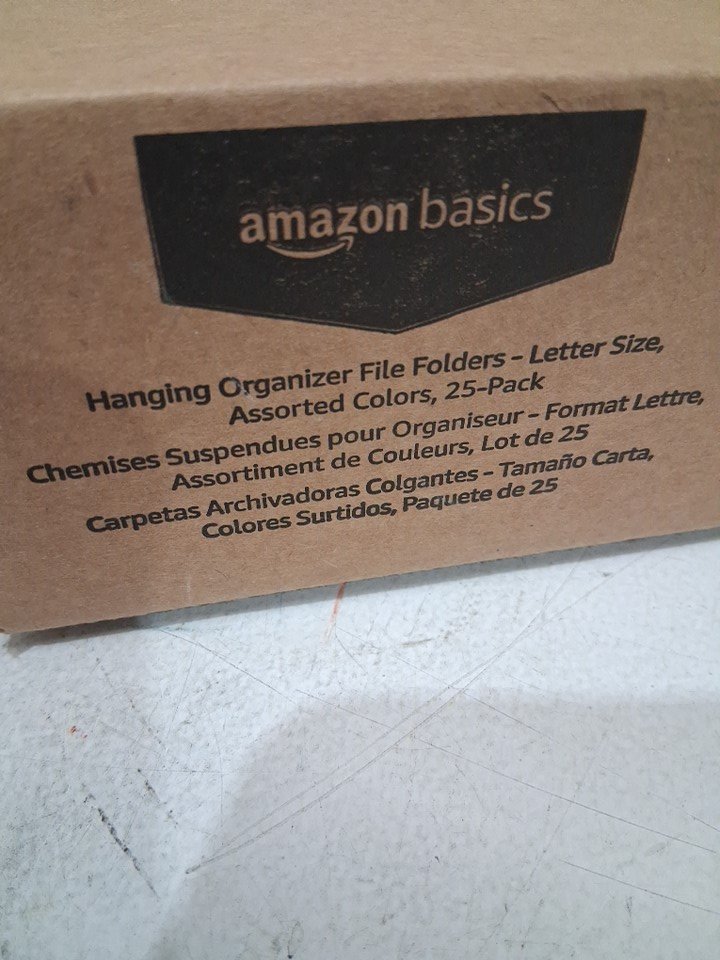 amazon basics
Hanging Organizer File Folders – Letter Size,
Assorted Colors, 25-Pack
Chemises Suspendues pour Organiseur – Format Lettre,
Assortiment de Couleurs, Lot de 25
Carpetas Archivadoras Colgantes – Tamaño Carta,
Colores Surtidos, Paquete de 25